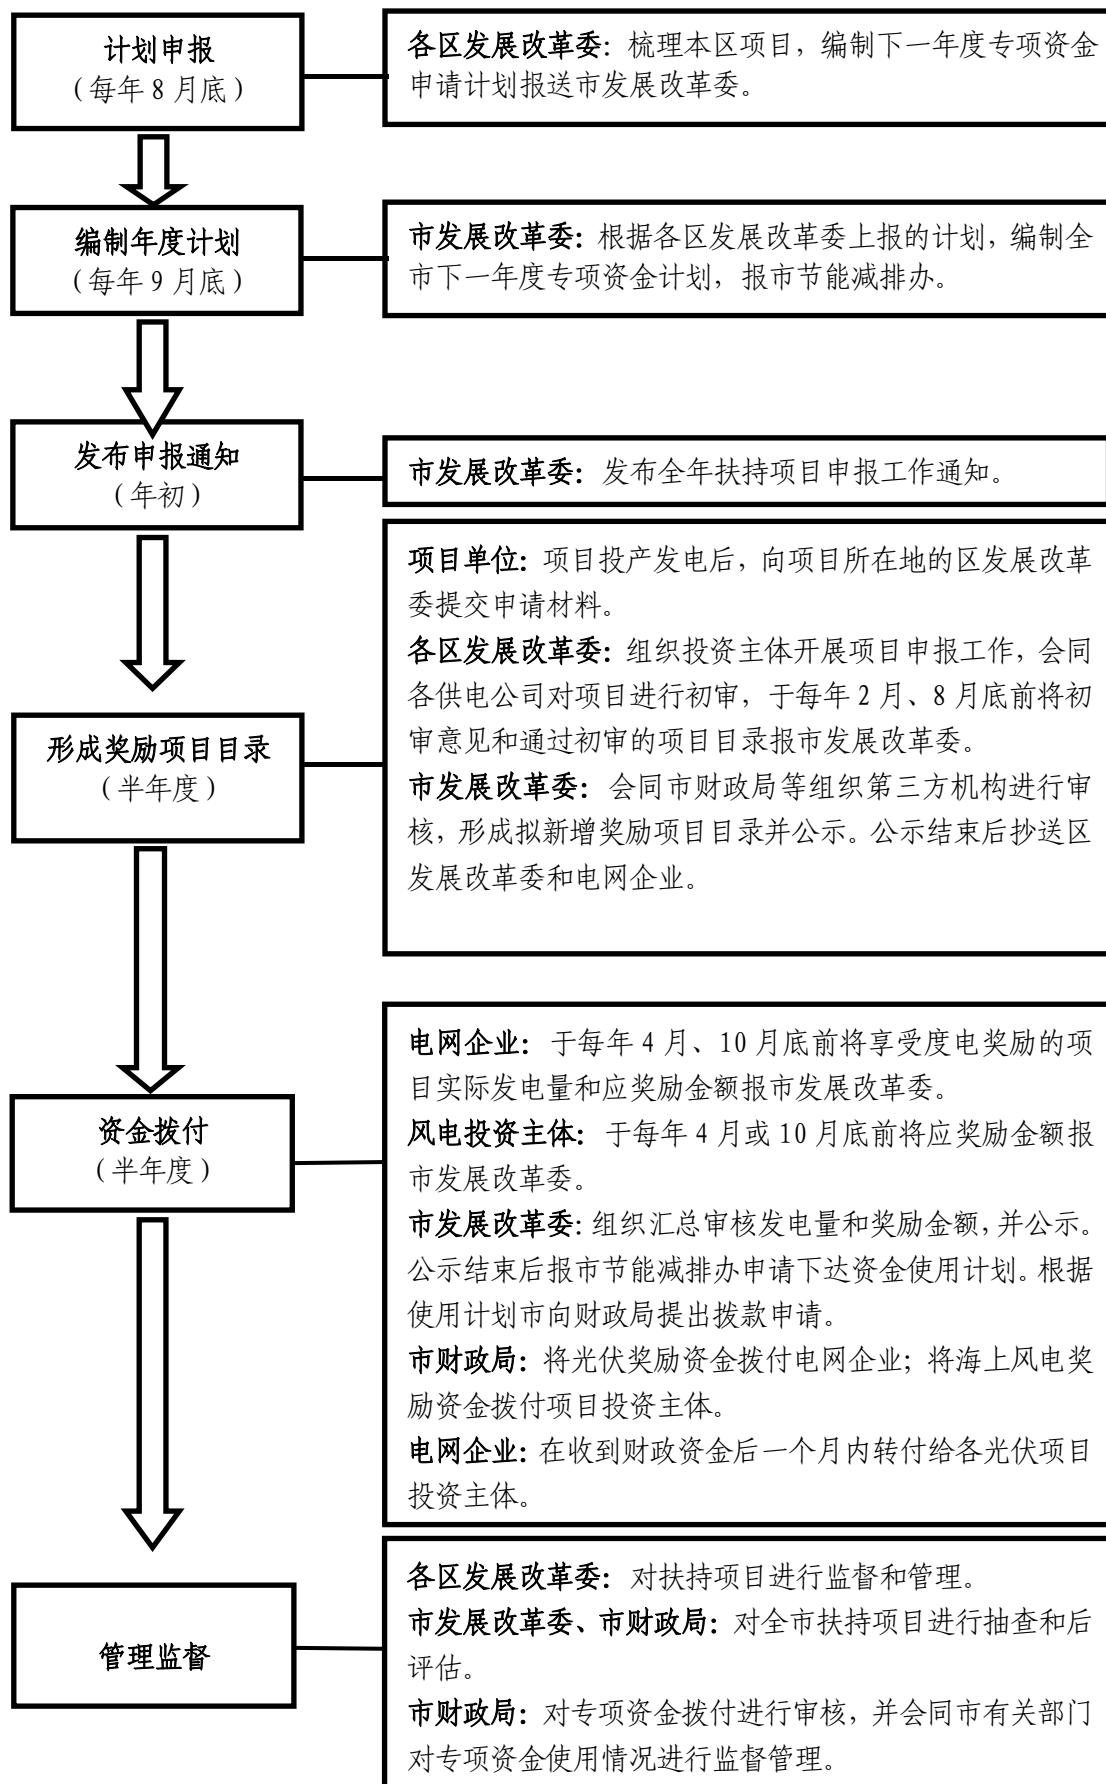 计划申报
（每年 8 月底）
各区发展改革委：梳理本区项目，编制下一年度专项资金
申请计划报送市发展改革委。
编制年度计划
（每年 9 月底）
市发展改革委：根据各区发展改革委上报的计划，编制全
市下一年度专项资金计划，报市节能减排办。
发布申报通知
（年初）
市发展改革委：发布全年扶持项目申报工作通知。
形成奖励项目目录
（半年度）
项目单位：项目投产发电后，向项目所在地的区发展改革
委提交申请材料。
各区发展改革委：组织投资主体开展项目申报工作，会同
各供电公司对项目进行初审，于每年 2 月、8 月底前将初
审意见和通过初审的项目目录报市发展改革委。
市发展改革委：会同市财政局等组织第三方机构进行审
核，形成拟新增奖励项目目录并公示。公示结束后抄送区
发展改革委和电网企业。
资金拨付
（半年度）
电网企业：于每年 4 月、10 月底前将享受度电奖励的项
目实际发电量和应奖励金额报市发展改革委。
风电投资主体：于每年 4 月或 10 月底前将应奖励金额报
市发展改革委。
市发展改革委：组织汇总审核发电量和奖励金额，并公示。
公示结束后报市节能减排办申请下达资金使用计划。根据
使用计划市向财政局提出拨款申请。
市财政局：将光伏奖励资金拨付电网企业；将海上风电奖
励资金拨付项目投资主体。
电网企业：在收到财政资金后一个月内转付给各光伏项目
投资主体。
管理监督
各区发展改革委：对扶持项目进行监督和管理。
市发展改革委、市财政局：对全市扶持项目进行抽查和后
评估。
市财政局：对专项资金拨付进行审核，并会同市有关部门
对专项资金使用情况进行监督管理。